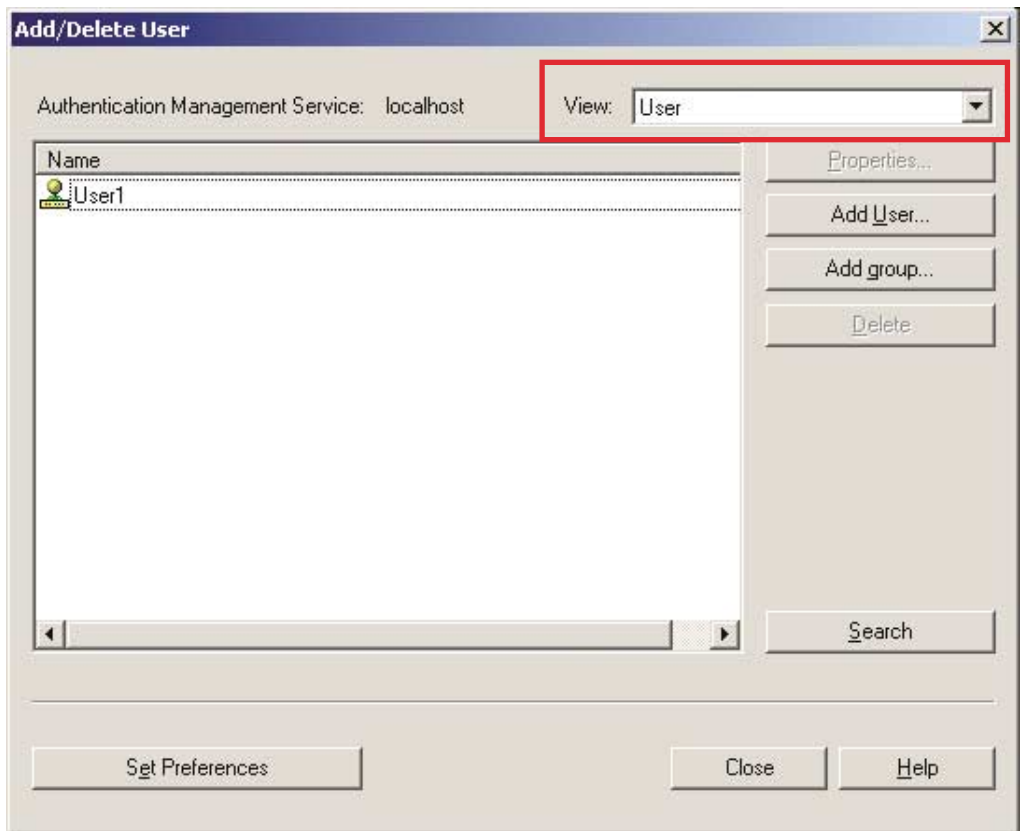 Add/Delete User
Authentication Management Service: localhost
View: User
Name
User1
Properties...
Add User...
Add group...
Delete
Search
Set Preferences
Close
Help